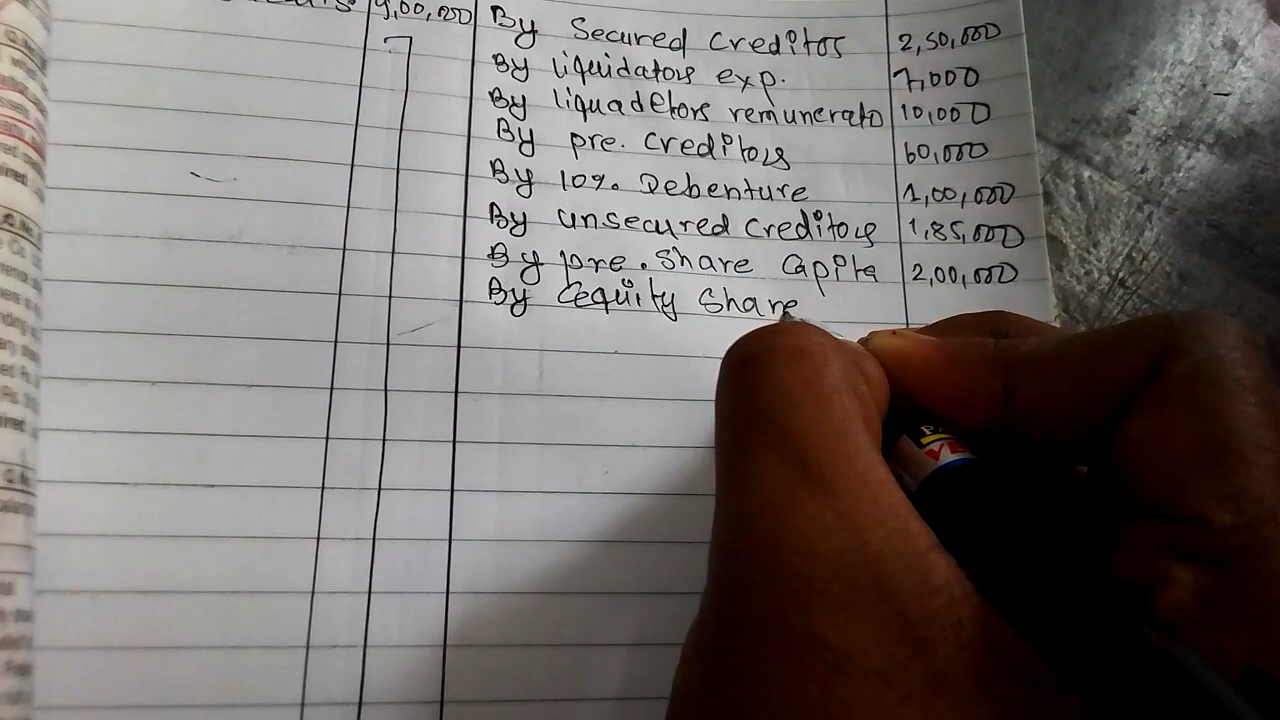 9,00,000
By Secured Creditos 2,50,000
By liquidators exp. 7,000
By liquadetors remunerato 10,000
By pre. Creditors 60,000
By 10%. Debenture 1,00,000
By unsecured Creditors 1,85,000
By pre. Share Capita 2,00,000
By equity Share